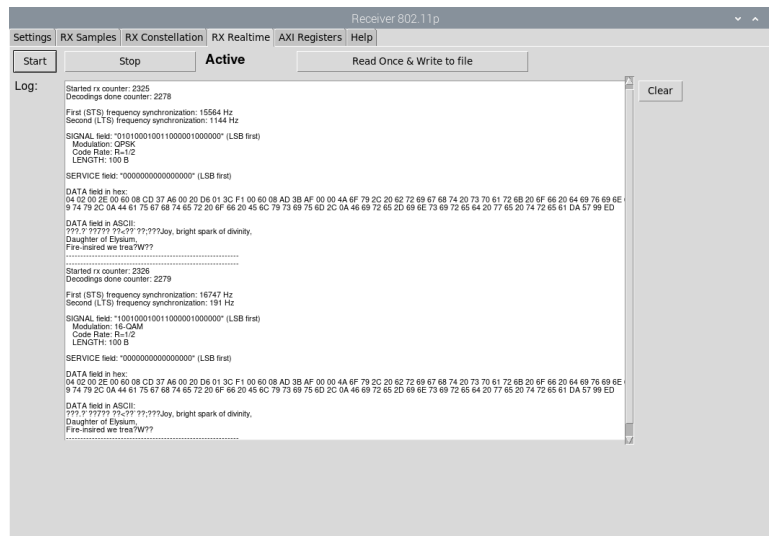 Receiver 802.11p
Settings RX Samples RX Constellation RX Realtime AXI Registers Help
Start Stop Active Read Once & Write to file
Log:
Clear
Started rx counter: 2325
Decodings done counter: 2278
First (STS) frequency synchronization: 15564 Hz
Second (LTS) frequency synchronization: 1144 Hz
SIGNAL field: "010100010011000001000000" (LSB first)
Modulation: QPSK
Code Rate: R=1/2
LENGTH: 100 B
SERVICE field: "0000000000000000" (LSB first)
DATA field in hex:
04 02 00 2E 00 60 08 CD 37 A6 00 20 D6 01 3C F1 00 60 08 AD 3B AF 00 00 4A 6F 79 2C 20 62 72 69 67 68 74 20 73 70 61 72 6B 20 6F 66 20 64 69 76 69 6E
9 74 79 2C 0A 44 61 75 67 68 74 65 72 20 6F 66 20 45 6C 79 73 69 75 6D 2C 0A 46 69 72 65 2D 69 6E 73 69 72 65 64 20 77 65 20 74 72 65 61 DA 57 99 ED
DATA field in ASCII:
???.?`??7?? ??<??`??;???Joy, bright spark of divinity,
Daughter of Elysium,
Fire-insired we trea?W??
------------------------------------------------------------
------------------------------------------------------------
Started rx counter: 2326
Decodings done counter: 2279
First (STS) frequency synchronization: 16747 Hz
Second (LTS) frequency synchronization: 191 Hz
SIGNAL field: "100100010011000001000000" (LSB first)
Modulation: 16-QAM
Code Rate: R=1/2
LENGTH: 100 B
SERVICE field: "0000000000000000" (LSB first)
DATA field in hex:
04 02 00 2E 00 60 08 CD 37 A6 00 20 D6 01 3C F1 00 60 08 AD 3B AF 00 00 4A 6F 79 2C 20 62 72 69 67 68 74 20 73 70 61 72 6B 20 6F 66 20 64 69 76 69 6E
9 74 79 2C 0A 44 61 75 67 68 74 65 72 20 6F 66 20 45 6C 79 73 69 75 6D 2C 0A 46 69 72 65 2D 69 6E 73 69 72 65 64 20 77 65 20 74 72 65 61 DA 57 99 ED
DATA field in ASCII:
???.?`??7?? ??<??`??;???Joy, bright spark of divinity,
Daughter of Elysium,
Fire-insired we trea?W??
------------------------------------------------------------